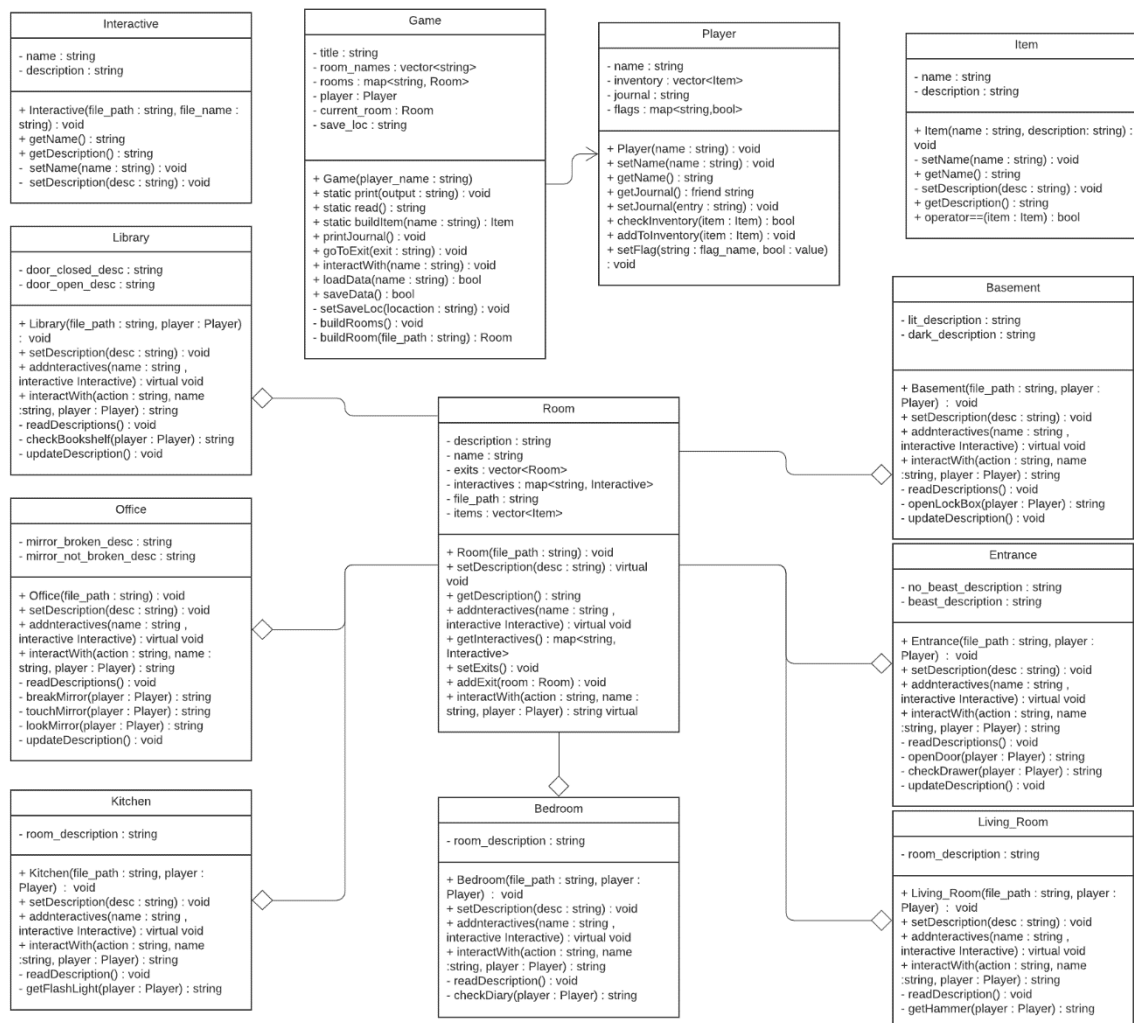 Interactive
- name : string
- description : string
+ Interactive(file_path : string, file_name :
string) : void
+ getName() : string
+ getDescription() : string
- setName(name : string) : void
- setDescription(desc : string) : void
Game
- title : string
- room_names : vector<string>
- rooms : map<string, Room>
- player : Player
- current_room : Room
- save_loc : string
+ Game(player_name : string)
+ static print(output : string) : void
+ static read() : string
+ static buildItem(name : string) : Item
+ printJournal() : void
+ goToExit(exit : string) : void
+ interactWith(name : string) : void
+ loadData(name : string) : bool
+ saveData() : bool
- setSaveLoc(locaction : string) : void
- buildRooms() : void
- buildRoom(file_path : string) : Room
Player
- name : string
- inventory : vector<Item>
- journal : string
- flags : map<string,bool>
+ Player(name : string) : void
+ setName(name : string) : void
+ getName() : string
+ getJournal() : friend string
+ setJournal(entry : string) : void
+ checkInventory(item : Item) : bool
+ addToInventory(item : Item) : void
+ setFlag(string : flag_name, bool : value)
: void
Item
- name : string
- description : string
+ Item(name : string, description: string) :
void
- setName(name : string) : void
+ getName() : string
- setDescription(desc : string) : void
+ getDescription() : string
+ operator==(item : Item) : bool
Library
- door_closed_desc : string
- door_open_desc : string
+ Library(file_path : string, player : Player)
: void
+ setDescription(desc : string) : void
+ addnteractives(name : string ,
interactive Interactive) : virtual void
+ interactWith(action : string, name
:string, player : Player) : string
- readDescriptions() : void
- checkBookshelf(player : Player) : string
- updateDescription() : void
Basement
- lit_description : string
- dark_description : string
+ Basement(file_path : string, player :
Player) : void
+ setDescription(desc : string) : void
+ addnteractives(name : string ,
interactive Interactive) : virtual void
+ interactWith(action : string, name
:string, player : Player) : string
- readDescriptions() : void
- openLockBox(player : Player) : string
- updateDescription() : void
Room
- description : string
- name : string
- exits : vector<Room>
- interactives : map<string, Interactive>
- file_path : string
- items : vector<Item>
+ Room(file_path : string) : void
+ setDescription(desc : string) : virtual
void
+ getDescription() : string
+ addnteractives(name : string ,
interactive Interactive) : virtual void
+ getInteractives() : map<string,
Interactive>
+ setExits() : void
+ addExit(room : Room) : void
+ interactWith(action : string, name :
string, player : Player) : string virtual
Office
- mirror_broken_desc : string
- mirror_not_broken_desc : string
+ Office(file_path : string) : void
+ setDescription(desc : string) : void
+ addnteractives(name : string ,
interactive Interactive) : virtual void
+ interactWith(action : string, name :
string, player : Player) : string
- readDescriptions() : void
- breakMirror(player : Player) : string
- touchMirror(player : Player) : string
- lookMirror(player : Player) : string
- updateDescription() : void
Entrance
- no_beast_description : string
- beast_description : string
+ Entrance(file_path : string, player :
Player) : void
+ setDescription(desc : string) : void
+ addnteractives(name : string ,
interactive Interactive) : virtual void
+ interactWith(action : string, name
:string, player : Player) : string
- readDescriptions() : void
- openDoor(player : Player) : string
- checkDrawer(player : Player) : string
- updateDescription() : void
Kitchen
- room_description : string
+ Kitchen(file_path : string, player :
Player) : void
+ setDescription(desc : string) : void
+ addnteractives(name : string ,
interactive Interactive) : virtual void
+ interactWith(action : string, name
:string, player : Player) : string
- readDescription() : void
- getFlashLight(player : Player) : string
Bedroom
- room_description : string
+ Bedroom(file_path : string, player :
Player) : void
+ setDescription(desc : string) : void
+ addnteractives(name : string ,
interactive Interactive) : virtual void
+ interactWith(action : string, name
:string, player : Player) : string
- readDescription() : void
- checkDiary(player : Player) : string
Living_Room
- room_description : string
+ Living_Room(file_path : string, player :
Player) : void
+ setDescription(desc : string) : void
+ addnteractives(name : string ,
interactive Interactive) : virtual void
+ interactWith(action : string, name
:string, player : Player) : string
- readDescription() : void
- getHammer(player : Player) : string